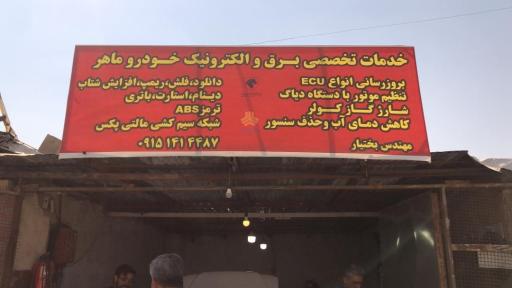 خدمات تخصصی برق و الکترونیک خودرو ماهر
بروزرسانی انواع ECU
تنظیم موتور با دستگاه دیاگ
شارژ گاز کولر
کاهش دمای آب وحذف سنسور
مهندس بختیار
دانلود،فلش،ریمپ،افزایش شتاب
دینام،استارت،باتری
ترمز ABS
شبکه سیم کشی مالتی پکس
۰۹۱۵ ۱۴۱ ۴۴۸۷